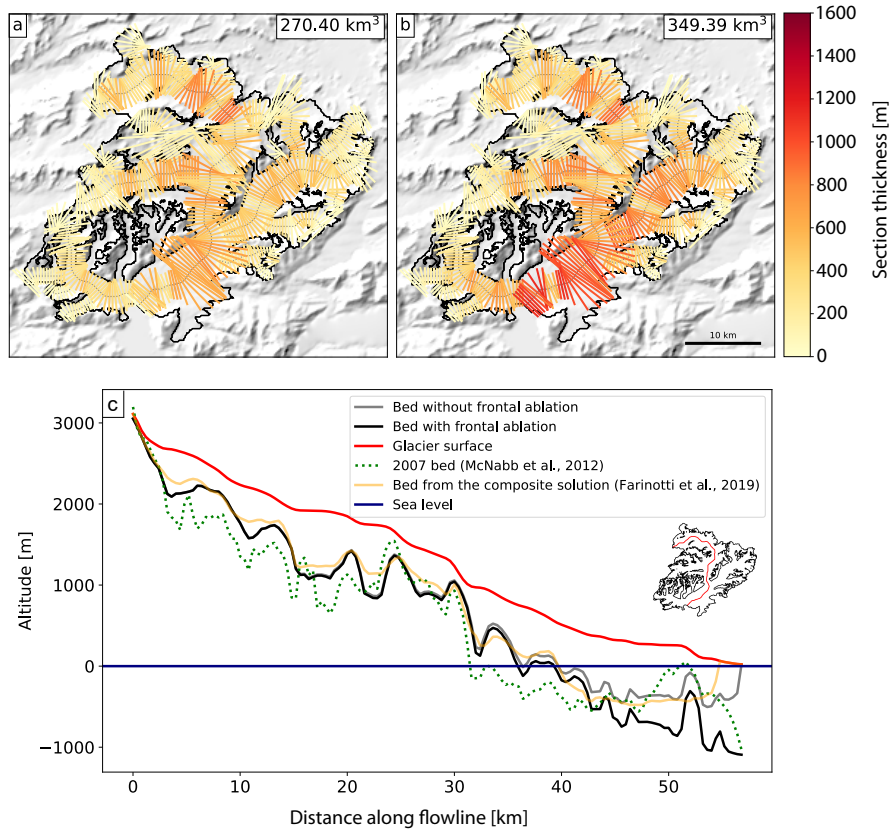 a
270.40 km³
b
349.39 km³
10 km
1600
1400
1200
1000
800
600
400
200
0
Section thickness [m]
c
Bed without frontal ablation
Bed with frontal ablation
Glacier surface
2007 bed (McNabb et al., 2012)
Bed from the composite solution (Farinotti et al., 2019)
Sea level
3000
2000
1000
0
−1000
Altitude [m]
0
10
20
30
40
50
Distance along flowline [km]